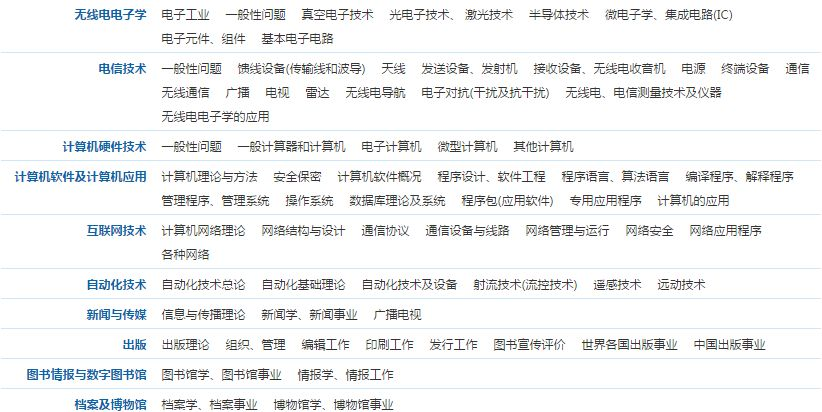 无线电电子学 电子工业 一般性问题 真空电子技术 光电子技术、激光技术 半导体技术 微电子学、集成电路(IC)
电子元件、组件 基本电子电路
电信技术 一般性问题 馈线设备(传输线和波导) 天线 发送设备、发射机 接收设备、无线电收音机 电源 终端设备 通信
无线通信 广播 电视 雷达 无线电导航 电子对抗(干扰及抗干扰) 无线电、电信测量技术及仪器
无线电电子学的应用
计算机硬件技术 一般性问题 一般计算器和计算机 电子计算机 微型计算机 其他计算机
计算机软件及计算机应用 计算机理论与方法 安全保密 计算机软件概况 程序设计、软件工程 程序语言、算法语言 编译程序、解释程序
管理程序、管理系统 操作系统 数据库理论及系统 程序包(应用软件) 专用应用程序 计算机的应用
互联网技术 计算机网络理论 网络结构与设计 通信协议 通信设备与线路 网络管理与运行 网络安全 网络应用程序
各种网络
自动化技术 自动化技术总论 自动化基础理论 自动化技术及设备 射流技术(流控技术) 遥感技术 远动技术
新闻与传媒 信息与传播理论 新闻学、新闻事业 广播电视
出版 出版理论 组织、管理 编辑工作 印刷工作 发行工作 图书宣传评价 世界各国出版事业 中国出版事业
图书情报与数字图书馆 图书馆学、图书馆事业 情报学、情报工作
档案及博物馆 档案学、档案事业 博物馆学、博物馆事业